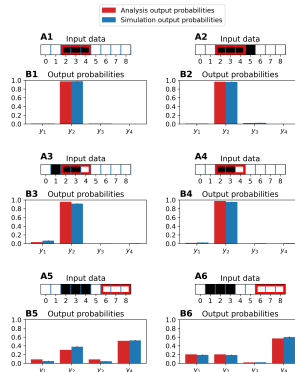 Analysis output probabilities
Simulation output probabilities
A1 Input data
A2 Input data
0 1 2 3 4 5 6 7 8
0 1 2 3 4 5 6 7 8
B1 Output probabilities
B2 Output probabilities
1.0 0.8 0.6 0.4 0.2 0.0
1.0 0.8 0.6 0.4 0.2 0.0
y1 y2 y3 y4
y1 y2 y3 y4
A3 Input data
A4 Input data
0 1 2 3 4 5 6 7 8
0 1 2 3 4 5 6 7 8
B3 Output probabilities
B4 Output probabilities
1.0 0.8 0.6 0.4 0.2 0.0
1.0 0.8 0.6 0.4 0.2 0.0
y1 y2 y3 y4
y1 y2 y3 y4
A5 Input data
A6 Input data
0 1 2 3 4 5 6 7 8
0 1 2 3 4 5 6 7 8
B5 Output probabilities
B6 Output probabilities
1.0 0.8 0.6 0.4 0.2 0.0
1.0 0.8 0.6 0.4 0.2 0.0
y1 y2 y3 y4
y1 y2 y3 y4